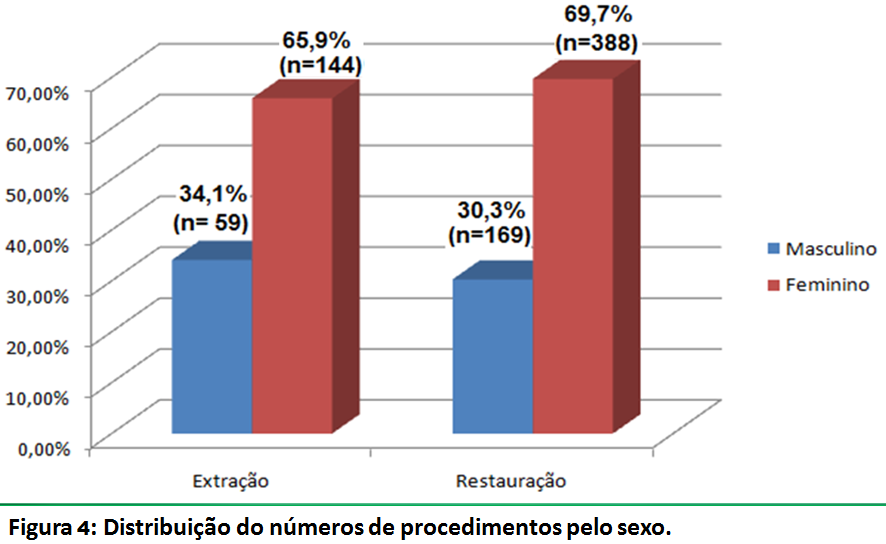 69,7%
(n=388)
65,9%
(n=144)
70,00%
60,00%
50,00%
40,00%
30,00%
20,00%
10,00%
0,00%
34,1%
(n= 59)
30,3%
(n=169)
Masculino
Feminino
Extração
Restauração
Figura 4: Distribuição do números de procedimentos pelo sexo.